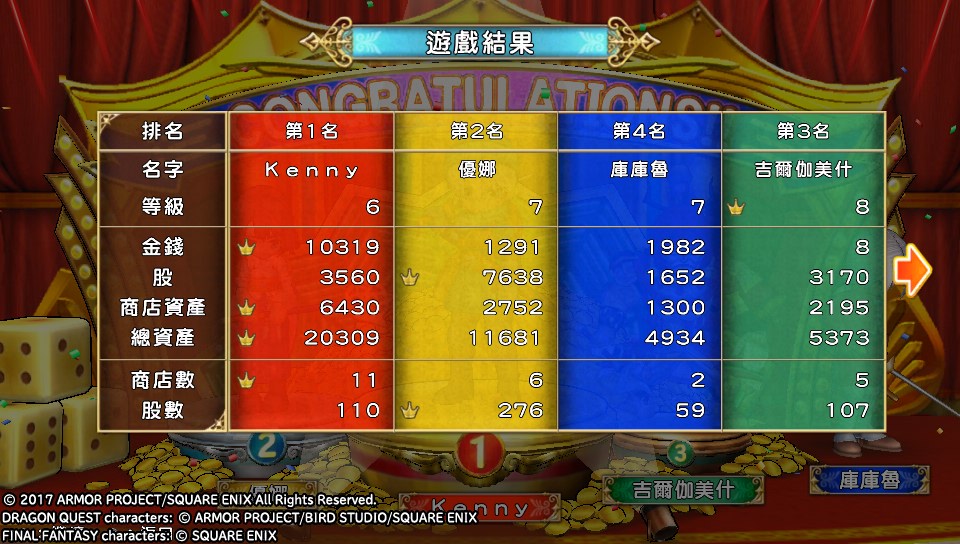 遊戲結果
CONGRATULATIONS!!
排名 第1名 第2名 第4名 第3名
名字 Kenny 優娜 庫庫魯 吉爾伽美什
等級 6 7 7 8
金錢 10319 1291 1982 8
股 3560 7638 1652 3170
商店資產 6430 2752 1300 2195
總資產 20309 11681 4934 5373
商店數 11 6 2 5
股數 110 276 59 107
2 1 3
優娜 Kenny 吉爾伽美什 庫庫魯
© 2017 ARMOR PROJECT/SQUARE ENIX All Rights Reserved.
DRAGON QUEST characters: © ARMOR PROJECT/BIRD STUDIO/SQUARE ENIX
FINAL FANTASY characters: © SQUARE ENIX